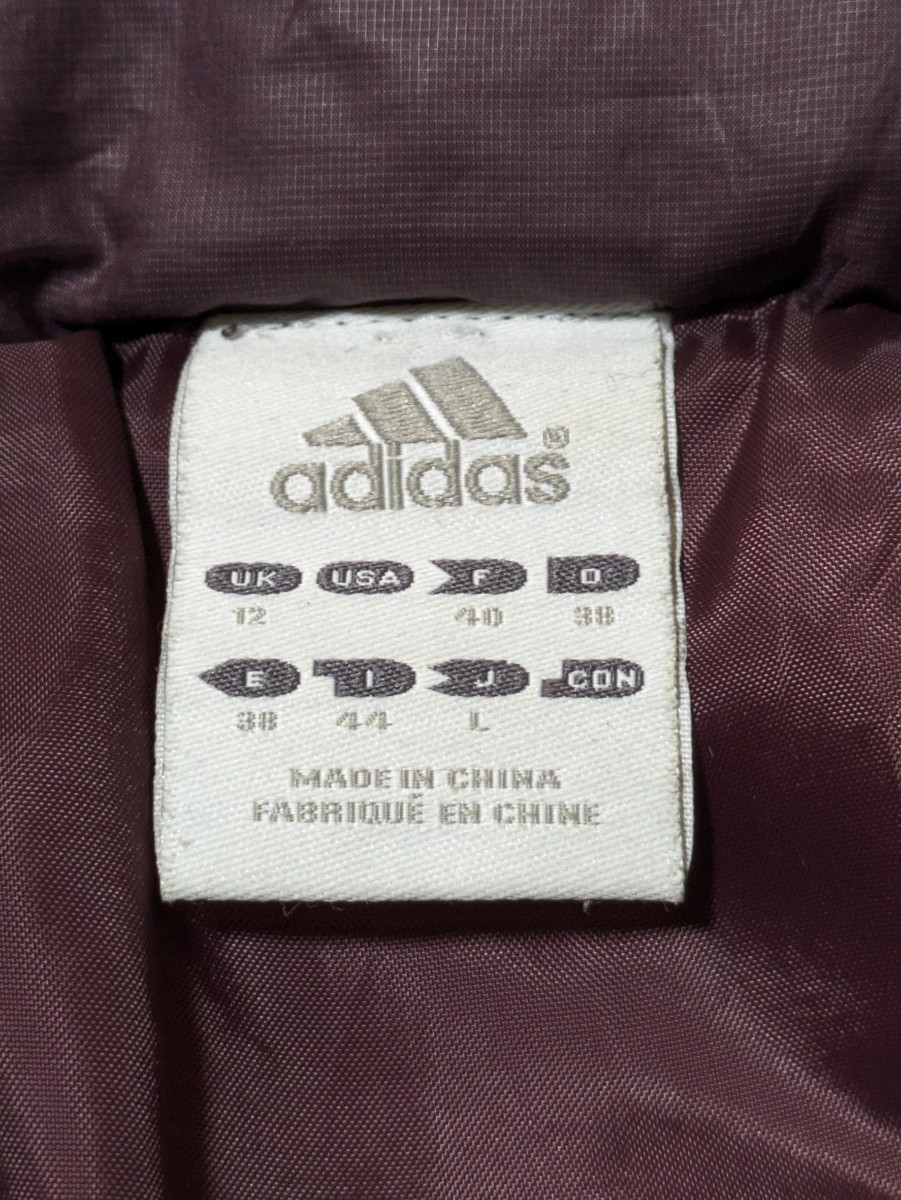 adidas®
UK USA F D
12 40 38
E I J CON
38 44 L
MADE IN CHINA
FABRIQUÉ EN CHINE